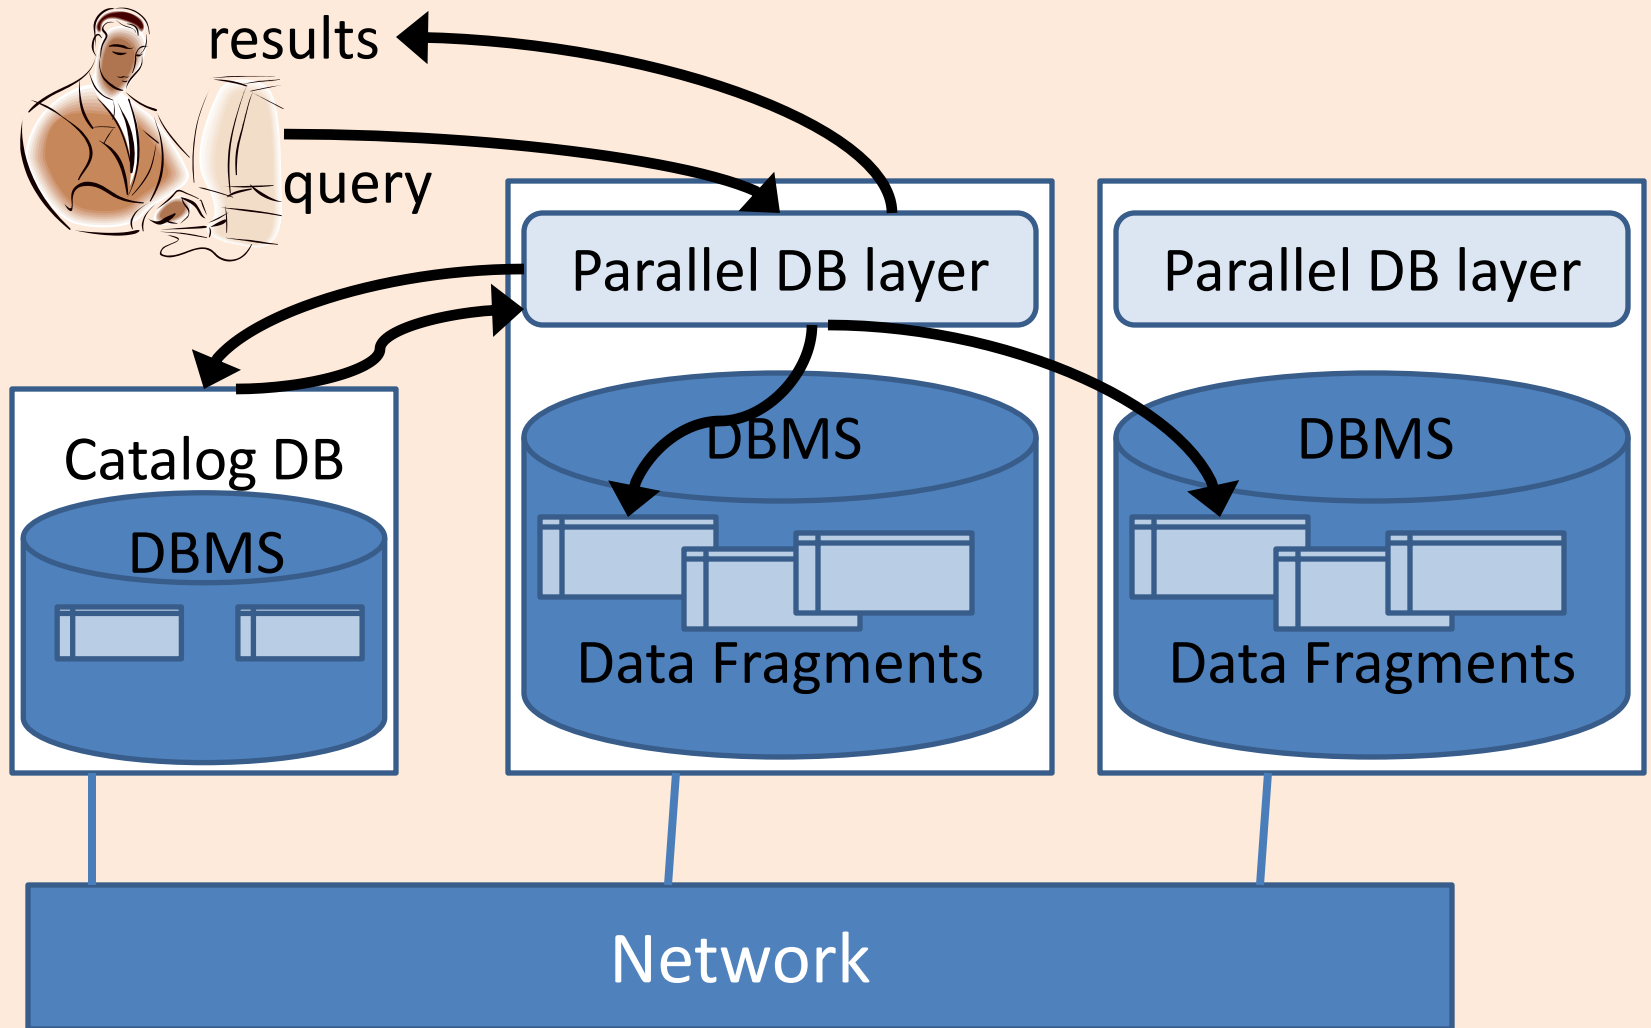 results
query
Parallel DB layer
Parallel DB layer
Catalog DB
DBMS
DBMS
DBMS
Data Fragments
Data Fragments
Network